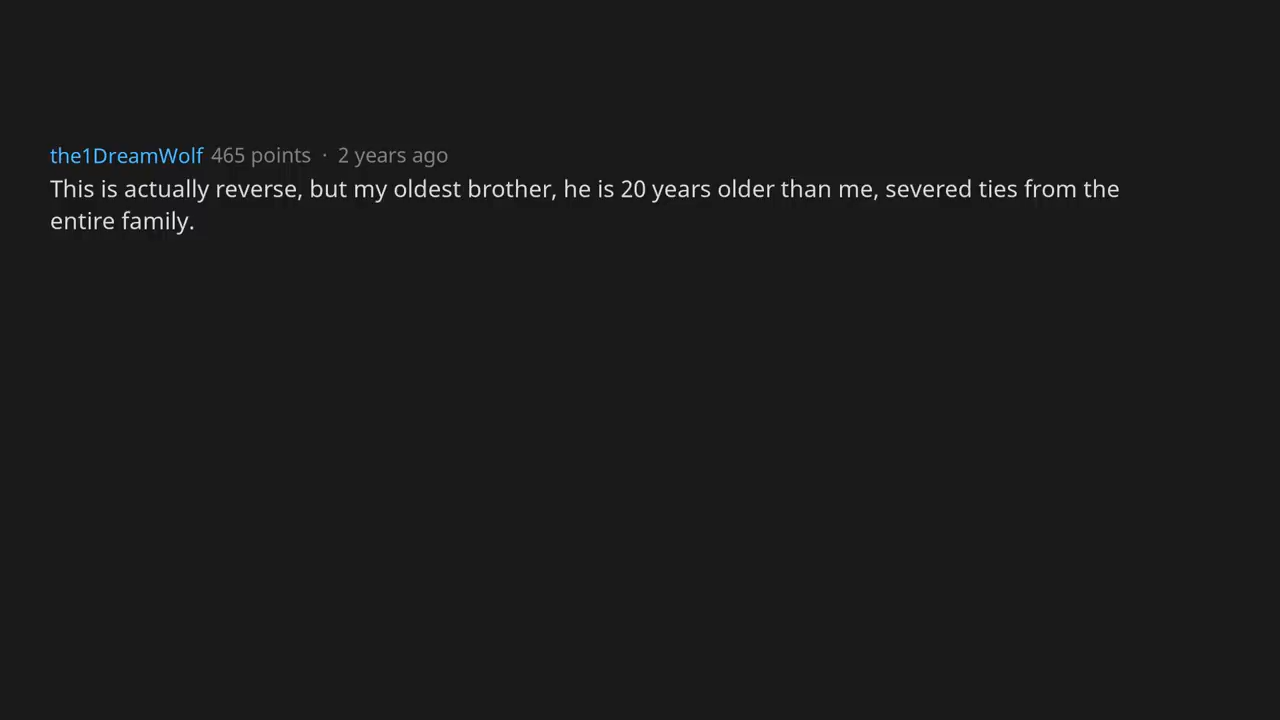 the1DreamWolf 465 points · 2 years ago
This is actually reverse, but my oldest brother, he is 20 years older than me, severed ties from the
entire family.